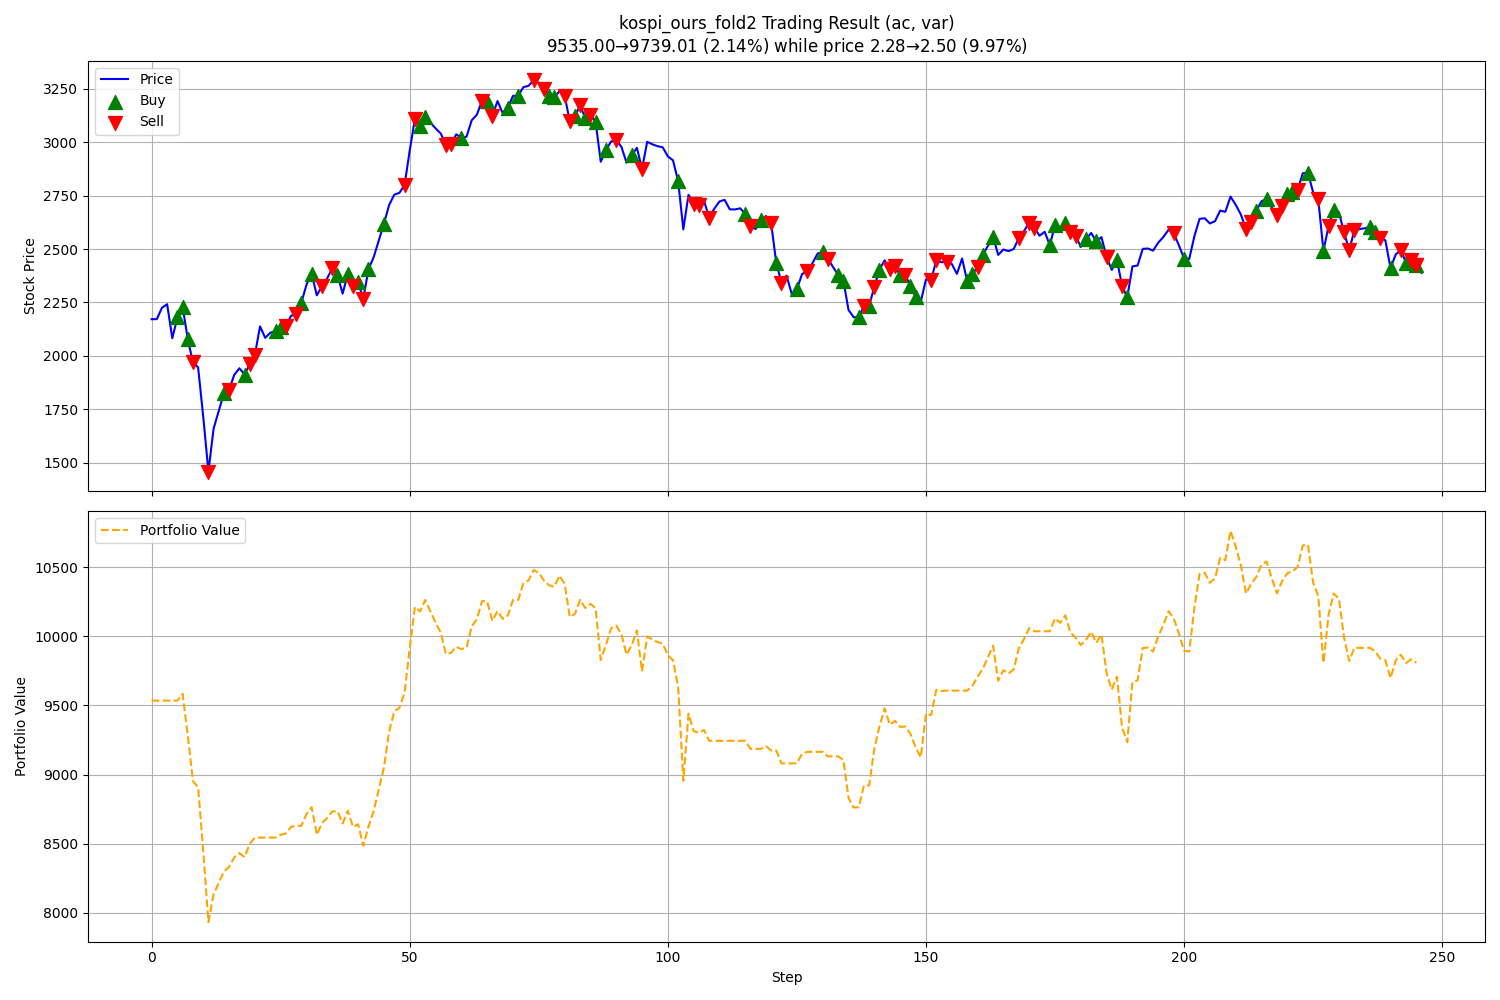 kospi_ours_fold2 Trading Result (ac, var)
9535.00→9739.01 (2.14%) while price 2.28→2.50 (9.97%)
Price
Buy
Sell
Stock Price
3250
3000
2750
2500
2250
2000
1750
1500
Portfolio Value
Portfolio Value
10500
10000
9500
9000
8500
8000
0
50
100
150
200
250
Step